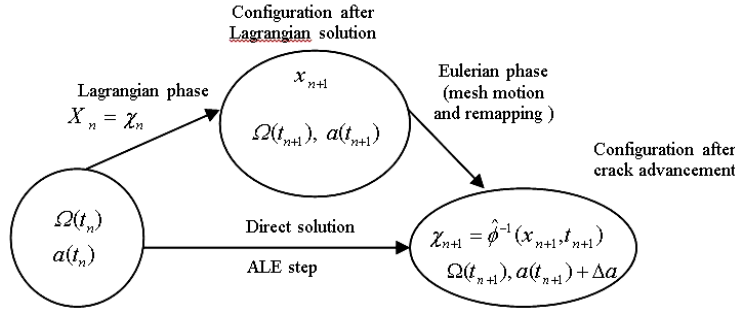 Configuration after
Lagrangian solution
Lagrangian phase
X_n = χ_n
x_{n+1}
Ω(t_{n+1}), a(t_{n+1})
Eulerian phase
(mesh motion
and remapping )
Configuration after
crack advancement
Ω(t_n)
a(t_n)
Direct solution
ALE step
χ_{n+1} = φ̂^{-1}(x_{n+1},t_{n+1})
Ω(t_{n+1}), a(t_{n+1}) + Δa